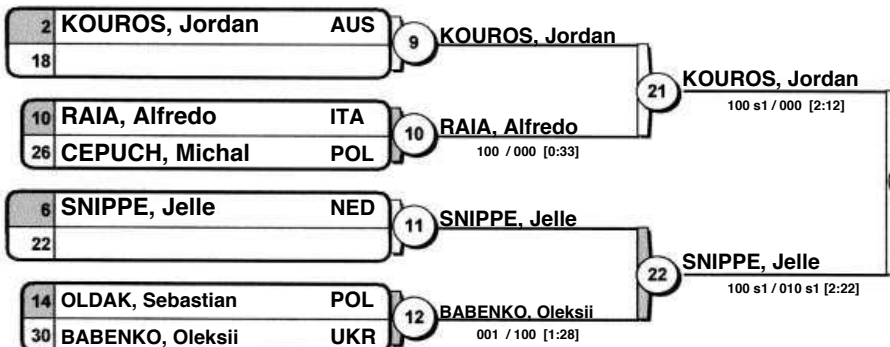 2 KOUROS, Jordan AUS
18
9 KOUROS, Jordan
10 RAIA, Alfredo ITA
26 CEPUCH, Michal POL
10 RAIA, Alfredo
100 / 000 [0:33]
21 KOUROS, Jordan
100 s1 / 000 [2:12]
6 SNIPPE, Jelle NED
22
11 SNIPPE, Jelle
14 OLDAK, Sebastian POL
30 BABENKO, Oleksii UKR
12 BABENKO, Oleksii
001 / 100 [1:28]
22 SNIPPE, Jelle
100 s1 / 010 s1 [2:22]